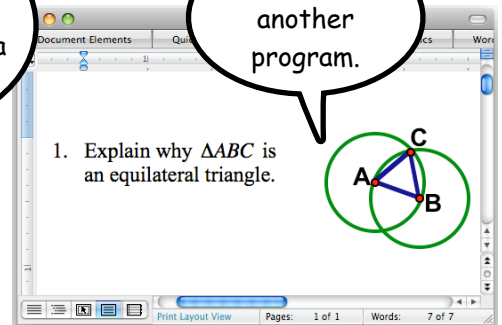 another
program.
a
Document Elements
1. Explain why ΔABC is
an equilateral triangle.
C
A
B
Print Layout View Pages: 1 of 1 Words: 7 of 7